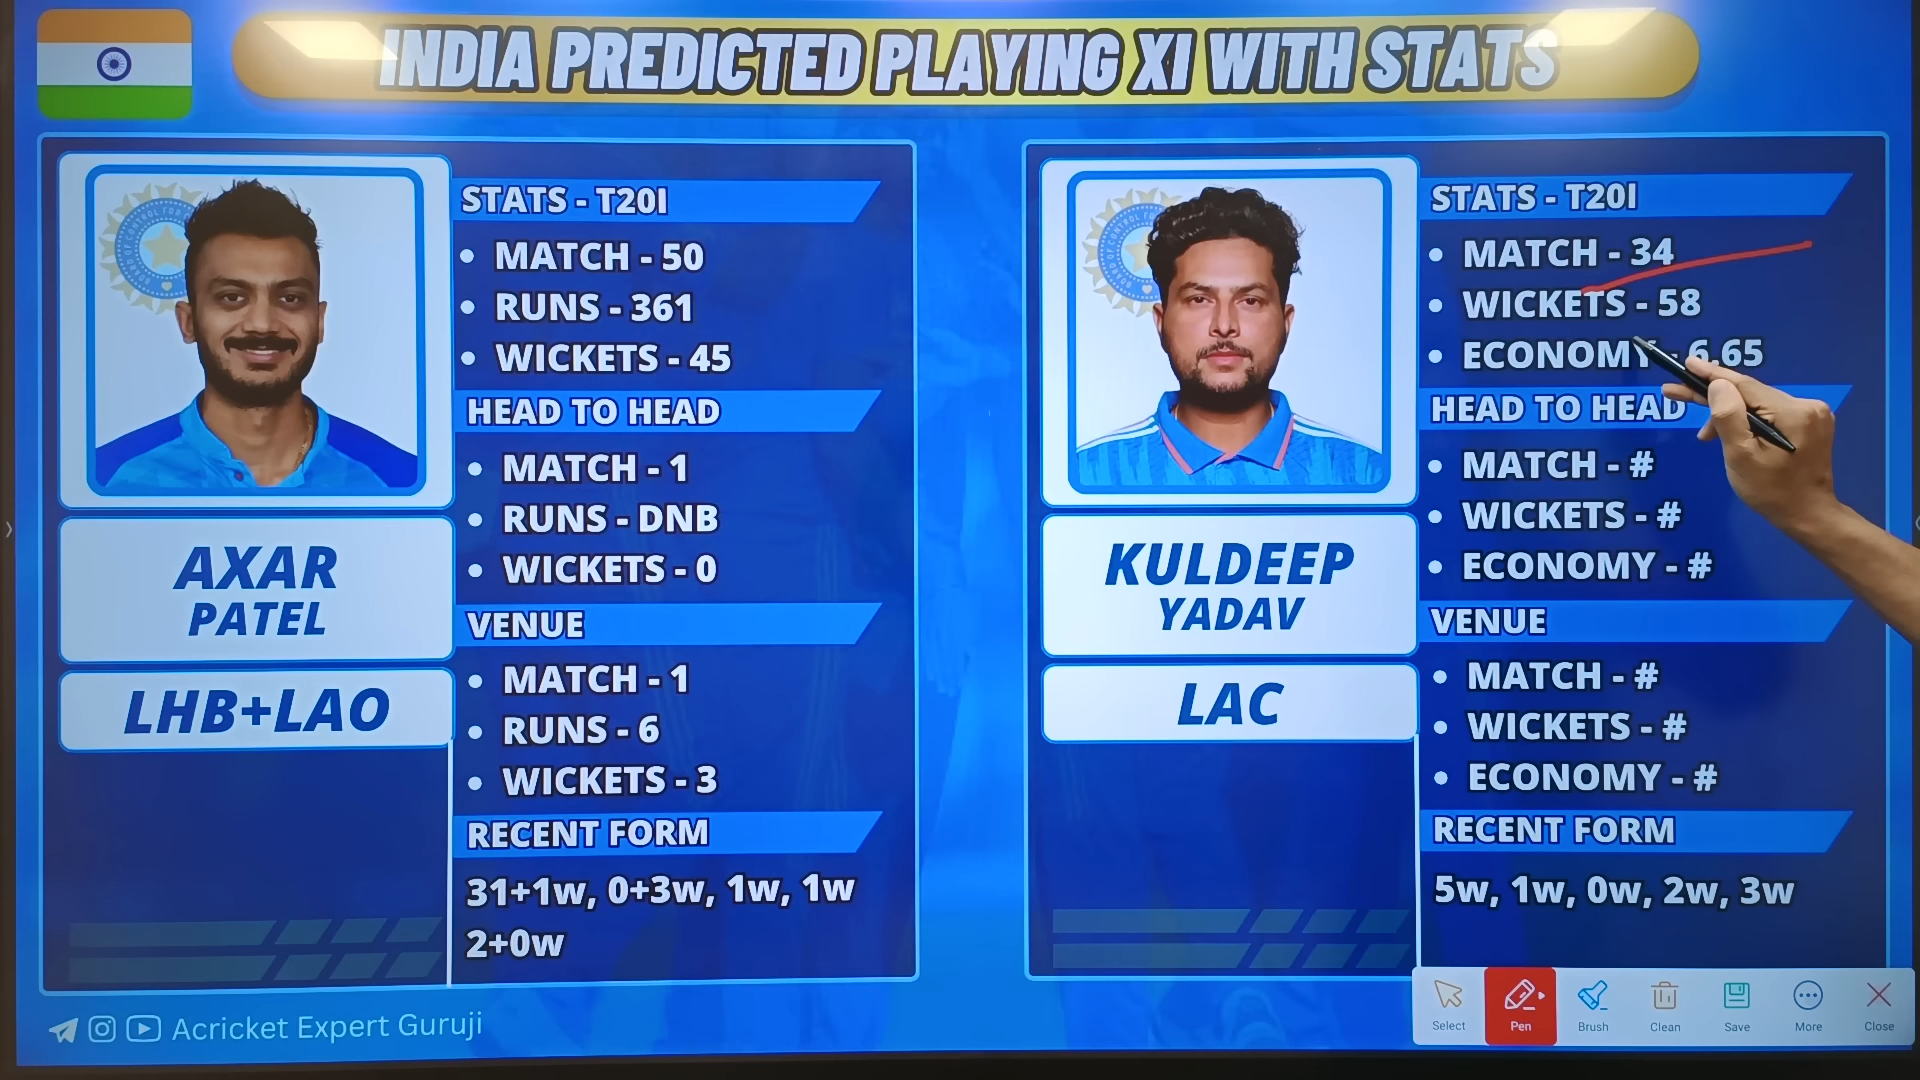 INDIA PREDICTED PLAYING XI WITH STATS
STATS - T20I
• MATCH - 50
• RUNS - 361
• WICKETS - 45
HEAD TO HEAD
• MATCH - 1
• RUNS - DNB
• WICKETS - 0
VENUE
• MATCH - 1
• RUNS - 6
• WICKETS - 3
RECENT FORM
31+1w, 0+3w, 1w, 1w
2+0w
AXAR
PATEL
LHB+LAO
STATS - T20I
• MATCH - 34
• WICKETS - 58
• ECONOMY - 6.65
HEAD TO HEAD
• MATCH - #
• WICKETS - #
• ECONOMY - #
VENUE
• MATCH - #
• WICKETS - #
• ECONOMY - #
RECENT FORM
5w, 1w, 0w, 2w, 3w
KULDEEP
YADAV
LAC
Acricket Expert Guruji
Select Pen Brush Clean Save More Close